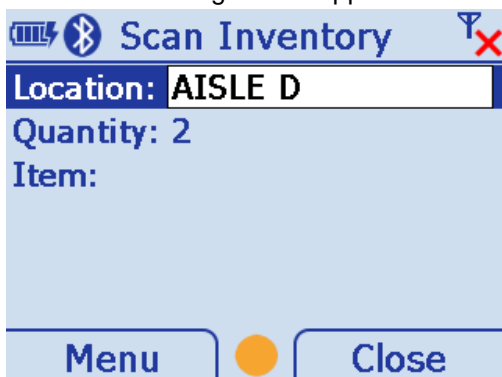 Scan Inventory
Location: AISLE D
Quantity: 2
Item:
Menu Close